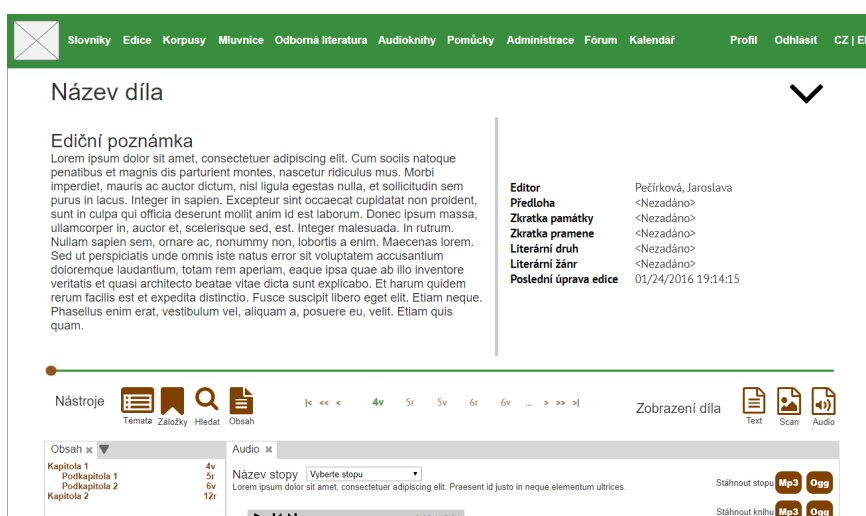 Slovníky Edice Korpusy Mluvnice Odborná literatura Audioknihy Pomůcky Administrace Fórum Kalendář Profil Odhlásit CZ | E
Název díla
Ediční poznámka
Lorem ipsum dolor sit amet, consectetuer adipiscing elit. Cum sociis natoque
penatibus et magnis dis parturient montes, nascetur ridiculus mus. Morbi
imperdiet, mauris ac auctor dictum, nisl ligula egestas nulla, et sollicitudin sem
purus in lacus. Integer in sapien. Excepteur sint occaecat cupidatat non proident,
sunt in culpa qui officia deserunt mollit anim id est laborum. Donec ipsum massa,
ullamcorper in, auctor et, scelerisque sed, est. Integer malesuada. In rutrum.
Nullam sapien sem, ornare ac, nonummy non, lobortis a enim. Maecenas lorem.
Sed ut perspiciatis unde omnis iste natus error sit voluptatem accusantium
doloremque laudantium, totam rem aperiam, eaque ipsa quae ab illo inventore
veritatis et quasi architecto beatae vitae dicta sunt explicabo. Et harum quidem
rerum facilis est et expedita distinctio. Fusce suscipit libero eget elit. Etiam neque.
Phasellus enim erat, vestibulum vel, aliquam a, posuere eu, velit. Etiam quis
quam.
Editor Pečírková, Jaroslava
Předloha <Nezadáno>
Zkratka památky <Nezadáno>
Zkratka pramene <Nezadáno>
Literární druh <Nezadáno>
Literární žánr <Nezadáno>
Poslední úprava edice 01/24/2016 19:14:15
Nástroje Témata Záložky Hledat Obsah
|< << < 4v 5r 5v 6r 6v ... > >> >|
Zobrazení díla Text Scan Audio
Obsah
Kapitola 1 4v
Podkapitola 1 5r
Podkapitola 2 6v
Kapitola 2 12r
Audio
Název stopy Vyberte stopu
Lorem ipsum dolor sit amet, consectetuer adipiscing elit. Praesent id justo in neque elementum ultrices.
Stáhnout stopu Mp3 Ogg
Stáhnout knihu Mp3 Ogg